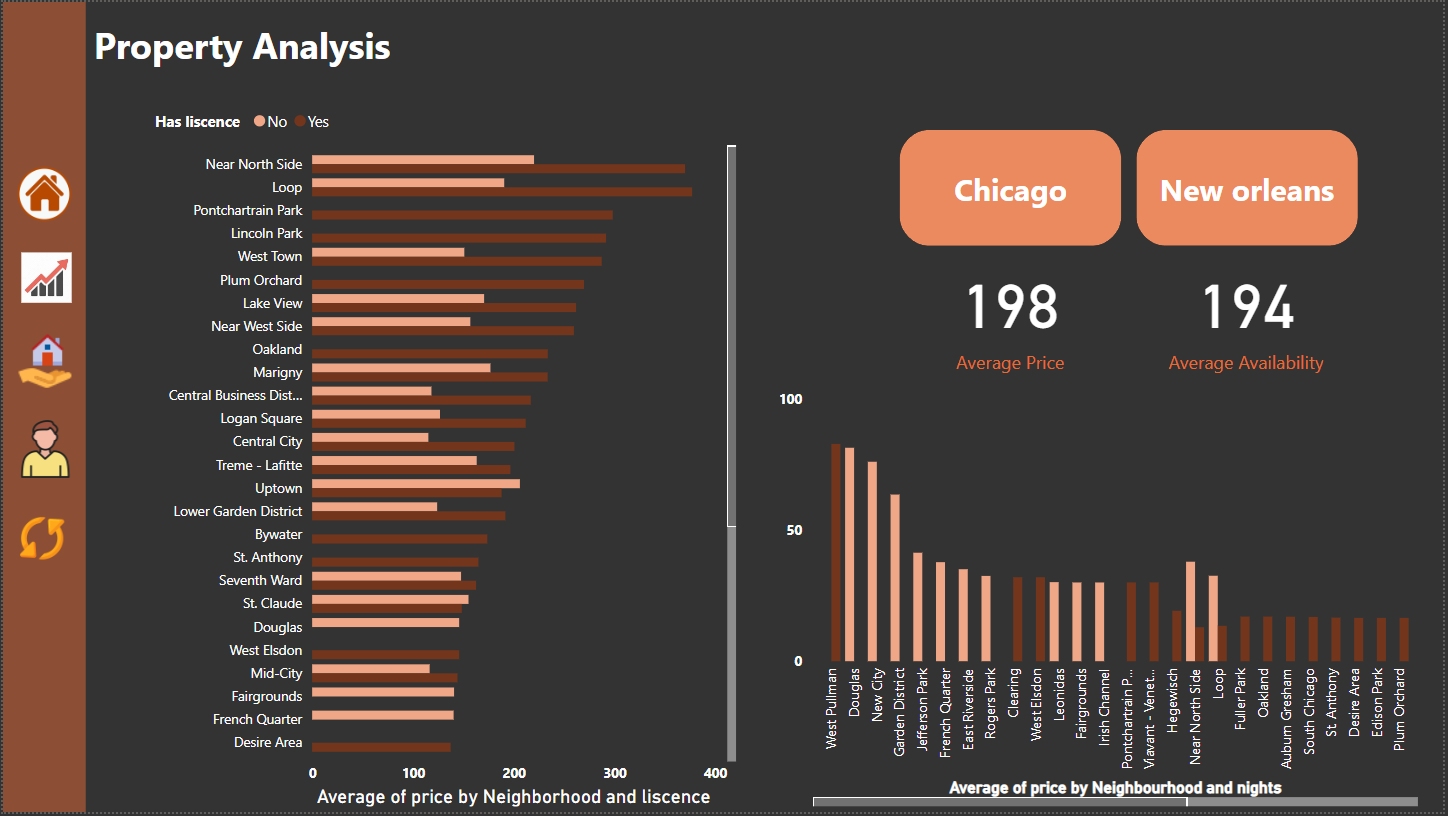 Property Analysis
Has liscence No Yes
Near North Side
Loop
Pontchartrain Park
Lincoln Park
West Town
Plum Orchard
Lake View
Near West Side
Oakland
Marigny
Central Business Dist...
Logan Square
Central City
Treme - Lafitte
Uptown
Lower Garden District
Bywater
St. Anthony
Seventh Ward
St. Claude
Douglas
West Elsdon
Mid-City
Fairgrounds
French Quarter
Desire Area
0 100 200 300 400
Average of price by Neighborhood and liscence
Chicago
New orleans
198
Average Price
194
Average Availability
100
50
0
West Pullman
Douglas
New City
Garden District
Jefferson Park
French Quarter
East Riverside
Rogers Park
Clearing
West Elsdon
Leonidas
Fairgrounds
Irish Channel
Pontchartrain P...
Viavant - Venet...
Hegewisch
Near North Side
Loop
Fuller Park
Oakland
Auburn Gresham
South Chicago
St. Anthony
Desire Area
Edison Park
Plum Orchard
Average of price by Neighbourhood and nights